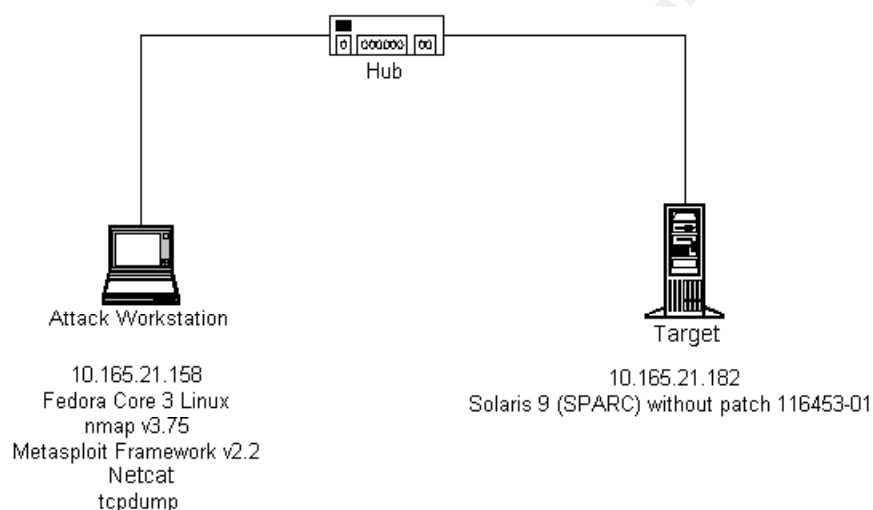 Hub
Attack Workstation
10.165.21.158
Fedora Core 3 Linux
nmap v3.75
Metasploit Framework v2.2
Netcat
tcpdump
Target
10.165.21.182
Solaris 9 (SPARC) without patch 116453-01